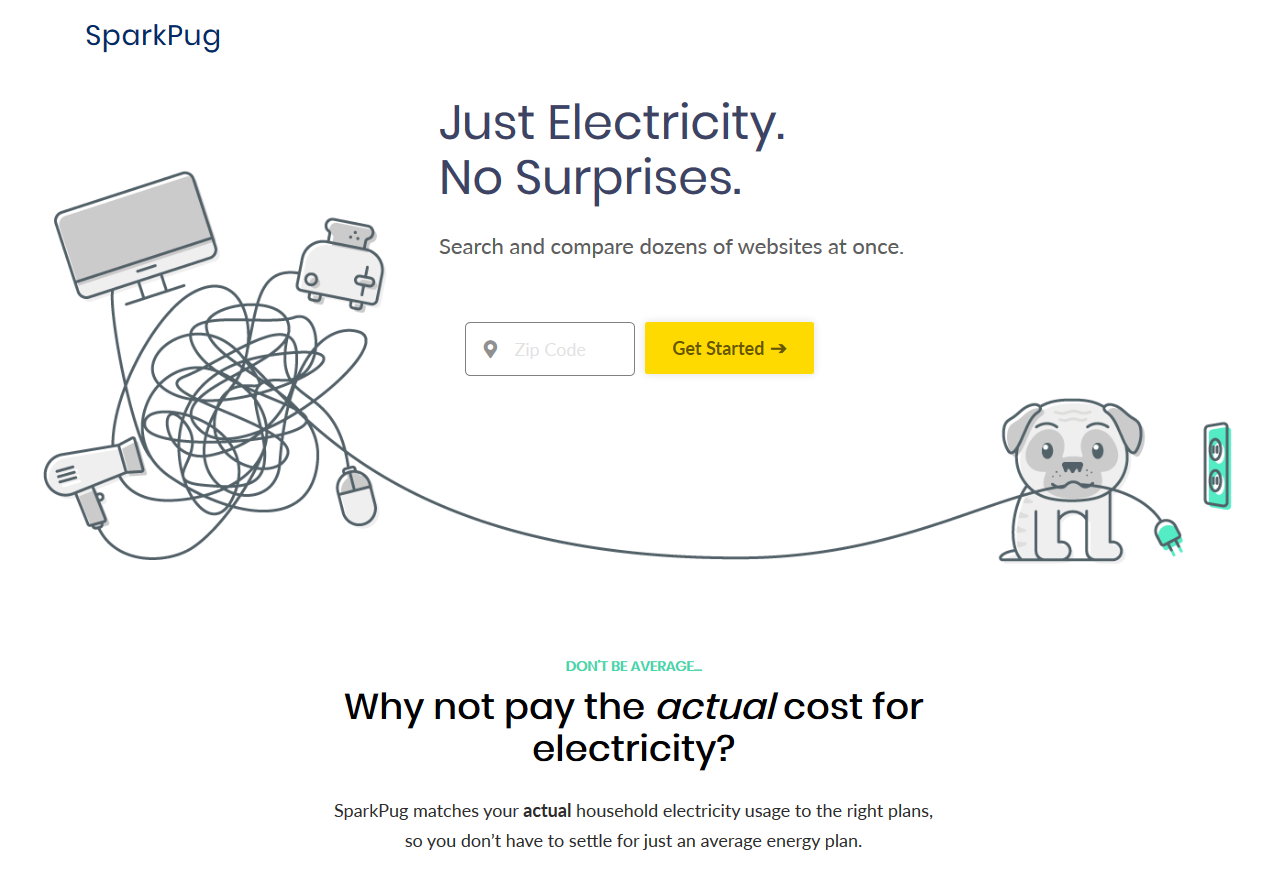 SparkPug
Just Electricity.
No Surprises.
Search and compare dozens of websites at once.
Zip Code
Get Started ➔
DON'T BE AVERAGE...
Why not pay the actual cost for
electricity?
SparkPug matches your actual household electricity usage to the right plans,
so you don’t have to settle for just an average energy plan.